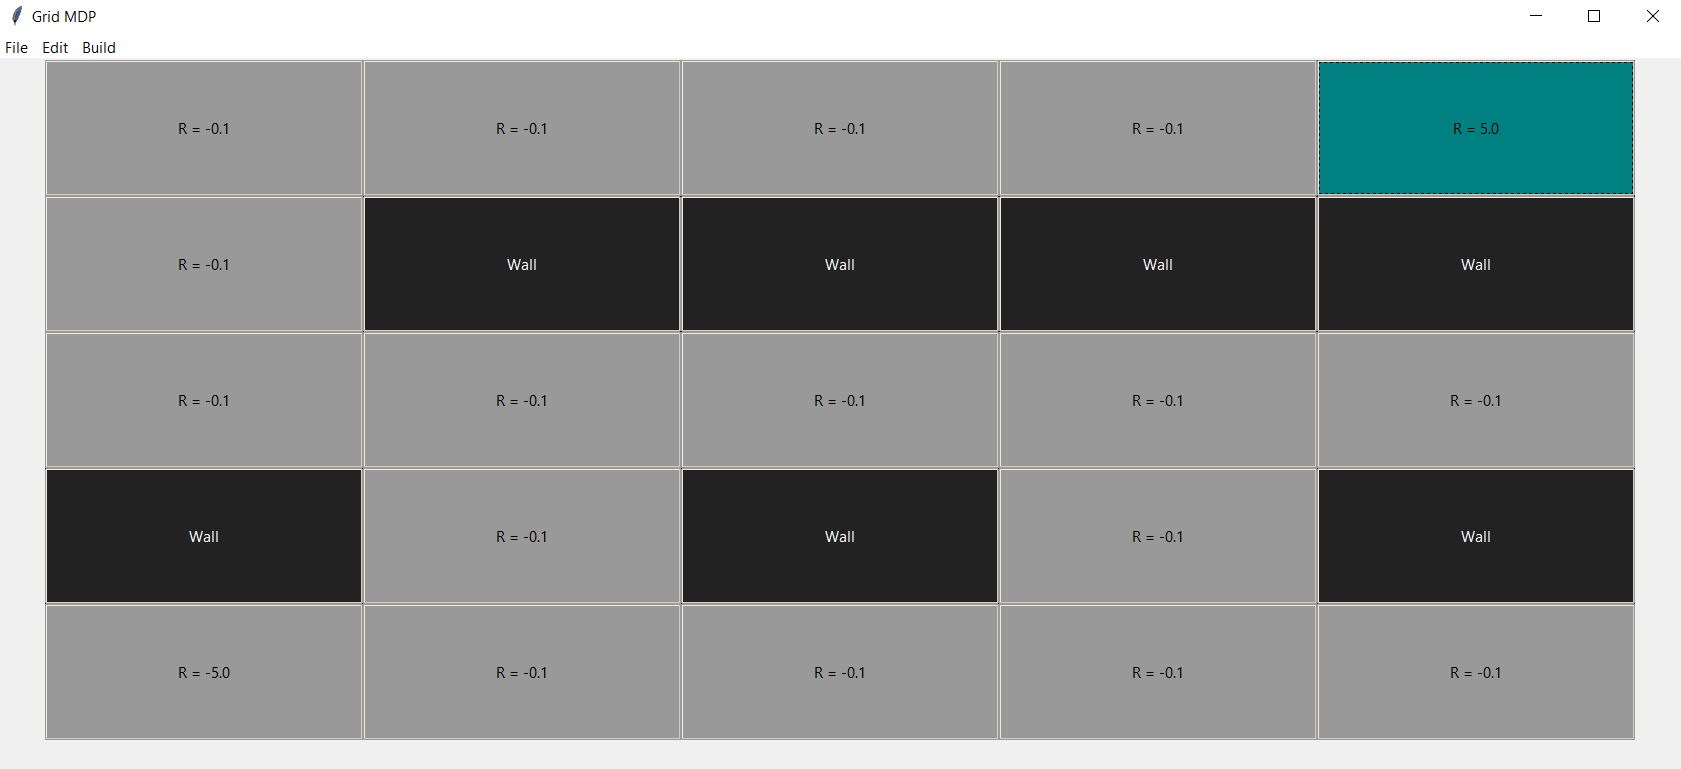 Grid MDP
File Edit Build
R = -0.1 R = -0.1 R = -0.1 R = -0.1 R = 5.0
R = -0.1 Wall Wall Wall Wall
R = -0.1 R = -0.1 R = -0.1 R = -0.1 R = -0.1
Wall R = -0.1 Wall R = -0.1 Wall
R = -5.0 R = -0.1 R = -0.1 R = -0.1 R = -0.1